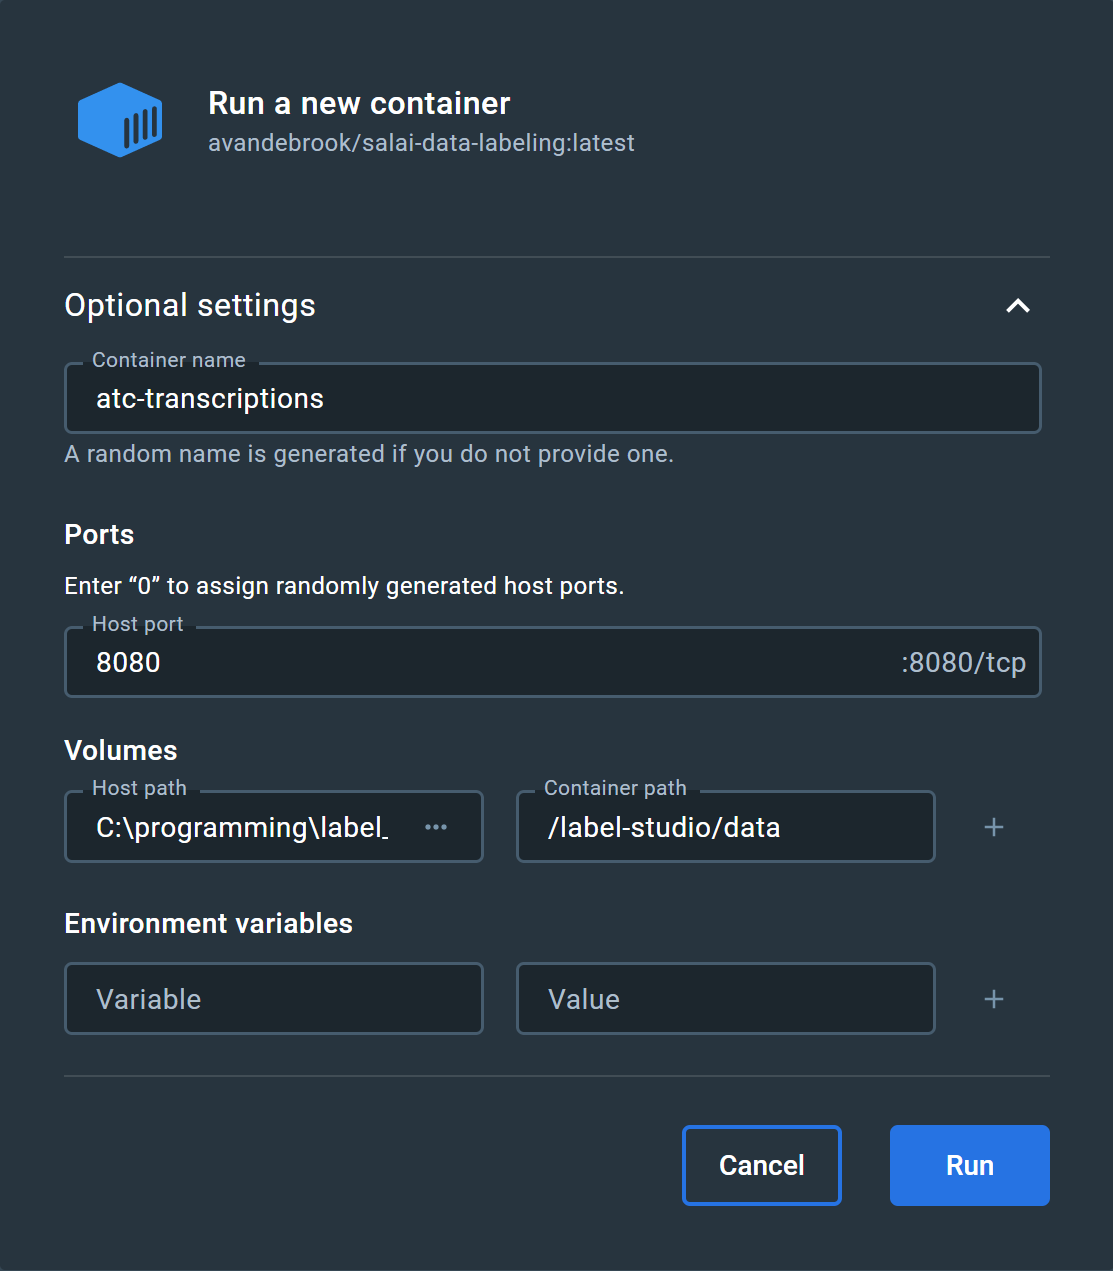 Run a new container
avandebrook/salai-data-labeling:latest
Optional settings
Container name
atc-transcriptions
A random name is generated if you do not provide one.
Ports
Enter “0” to assign randomly generated host ports.
Host port
8080 :8080/tcp
Volumes
Host path Container path
C:\programming\label_ ··· /label-studio/data +
Environment variables
Variable Value +
Cancel Run